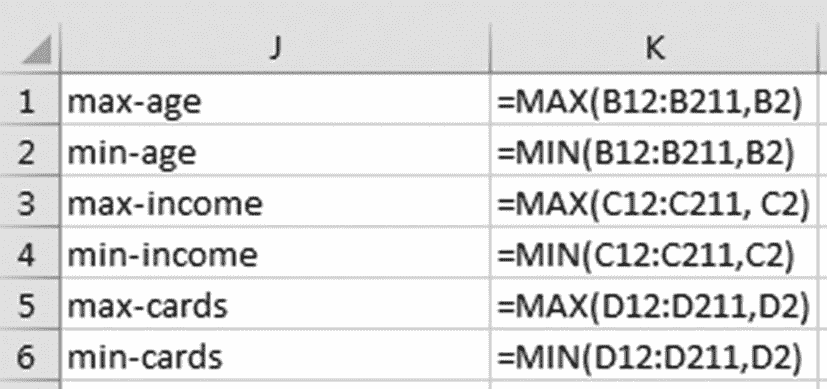 J K
1 max-age =MAX(B12:B211,B2)
2 min-age =MIN(B12:B211,B2)
3 max-income =MAX(C12:C211, C2)
4 min-income =MIN(C12:C211,C2)
5 max-cards =MAX(D12:D211,D2)
6 min-cards =MIN(D12:D211,D2)